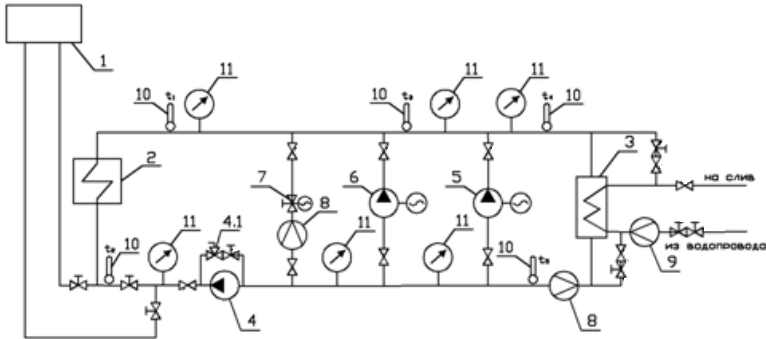 1
10 t₁ 11 10 t₃ 11 11 10 t₄
2 7 8 6 5 3
на слив
t₂ 10 11 4.1 11 11 10 t₅
из водопровода
4 8 9